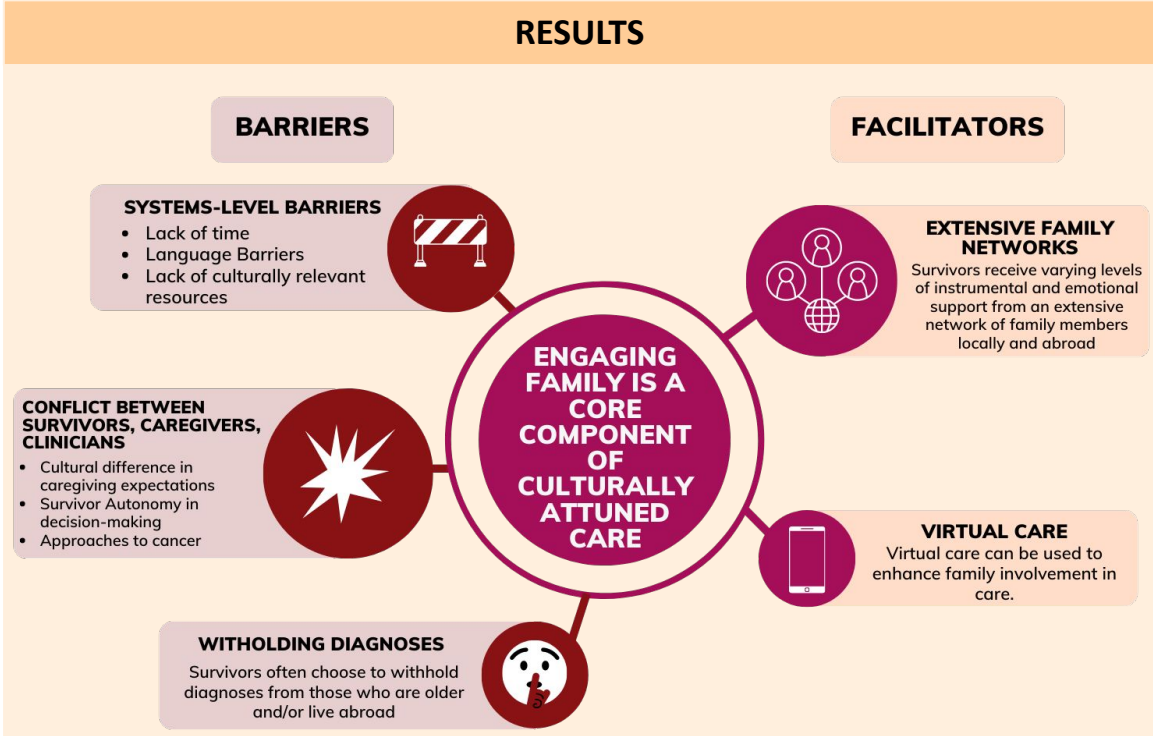 RESULTS
BARRIERS
SYSTEMS-LEVEL BARRIERS
• Lack of time
• Language Barriers
• Lack of culturally relevant
resources
CONFLICT BETWEEN
SURVIVORS, CAREGIVERS,
CLINICIANS
• Cultural difference in
caregiving expectations
• Survivor Autonomy in
decision-making
• Approaches to cancer
WITHOLDING DIAGNOSES
Survivors often choose to withhold
diagnoses from those who are older
and/or live abroad
ENGAGING
FAMILY IS A
CORE
COMPONENT
OF
CULTURALLY
ATTUNED
CARE
FACILITATORS
EXTENSIVE FAMILY
NETWORKS
Survivors receive varying levels
of instrumental and emotional
support from an extensive
network of family members
locally and abroad
VIRTUAL CARE
Virtual care can be used to
enhance family involvement in
care.